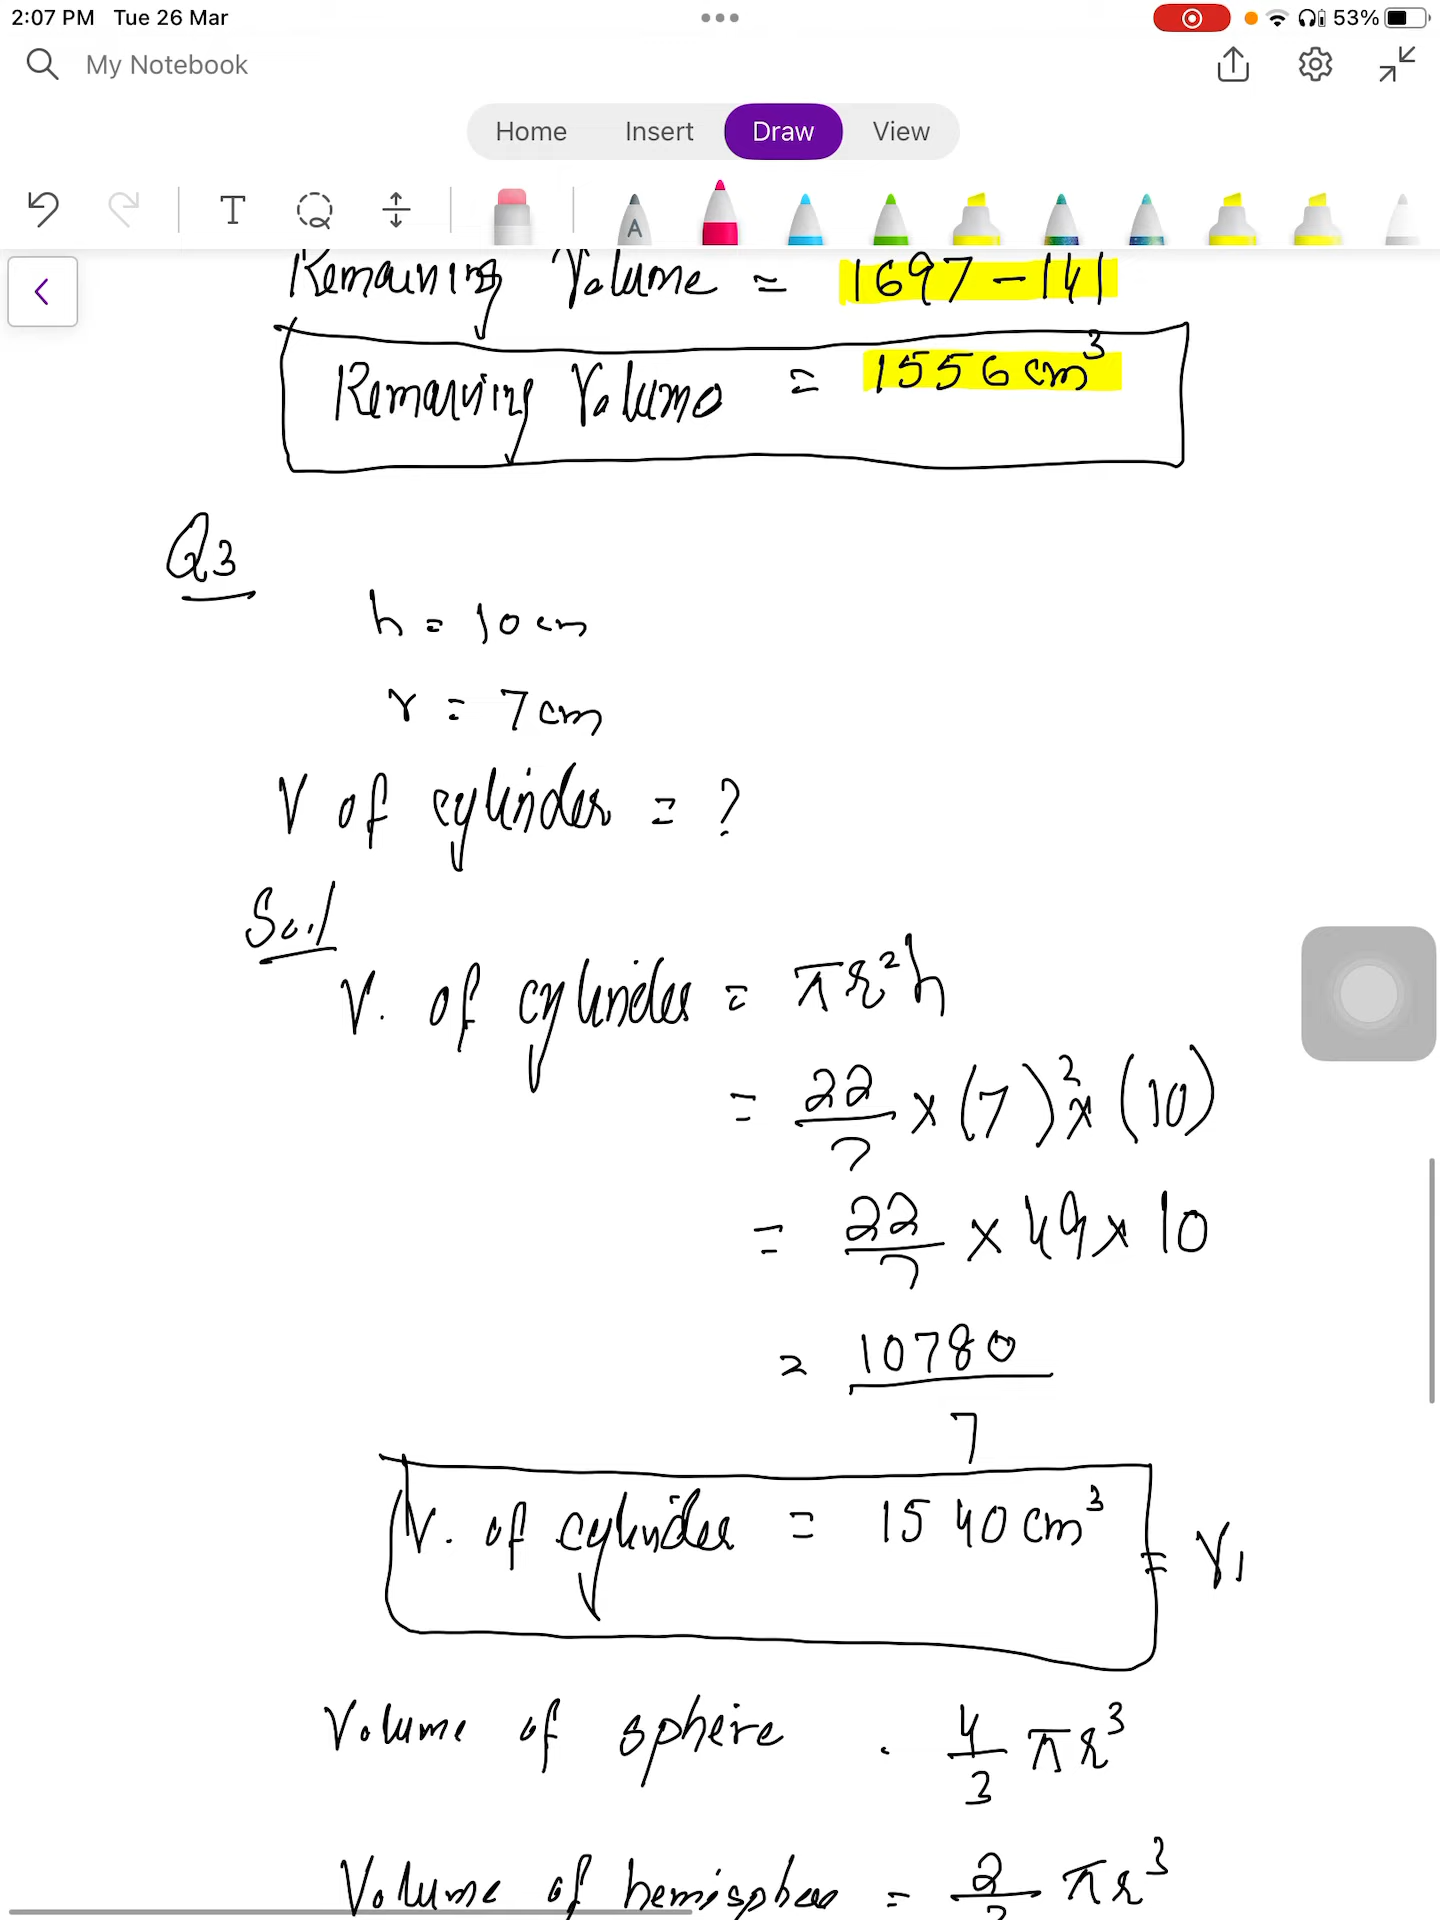 2:07 PM Tue 26 Mar
53%
My Notebook
Home Insert Draw View
T
A
Remaining Volume = 1697 - 141
Remaining Volume = 1556 cm³
Q3
h = 10 cm
r = 7 cm
V of cylinder = ?
Sol
V. of cylinder = πr²h
= 22/7 × (7)² × (10)
= 22/7 × 49 × 10
= 10780/7
V. of cylinder = 1540 cm³ = V₁
Volume of sphere . 4/3 πr³
Volume of hemisphere = 2/3 πr³